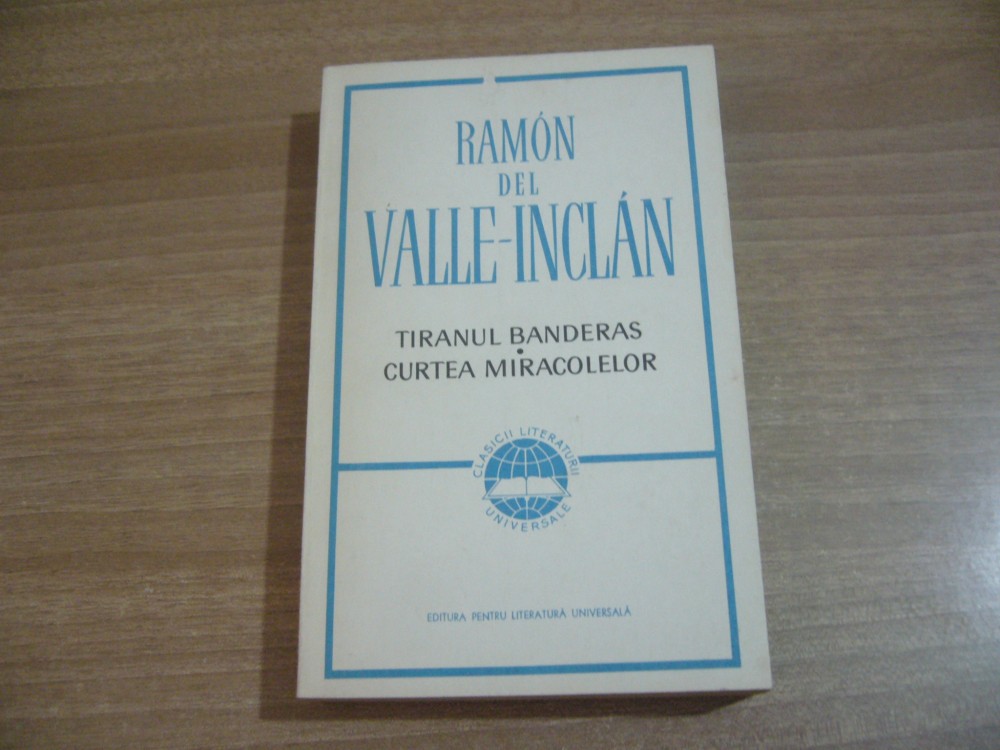 RAMÓN
DEL
VALLE-INCLÁN
TIRANUL BANDERAS
•
CURTEA MIRACOLELOR
CLASICII LITERATURII
UNIVERSALE
EDITURA PENTRU LITERATURĂ UNIVERSALĂ